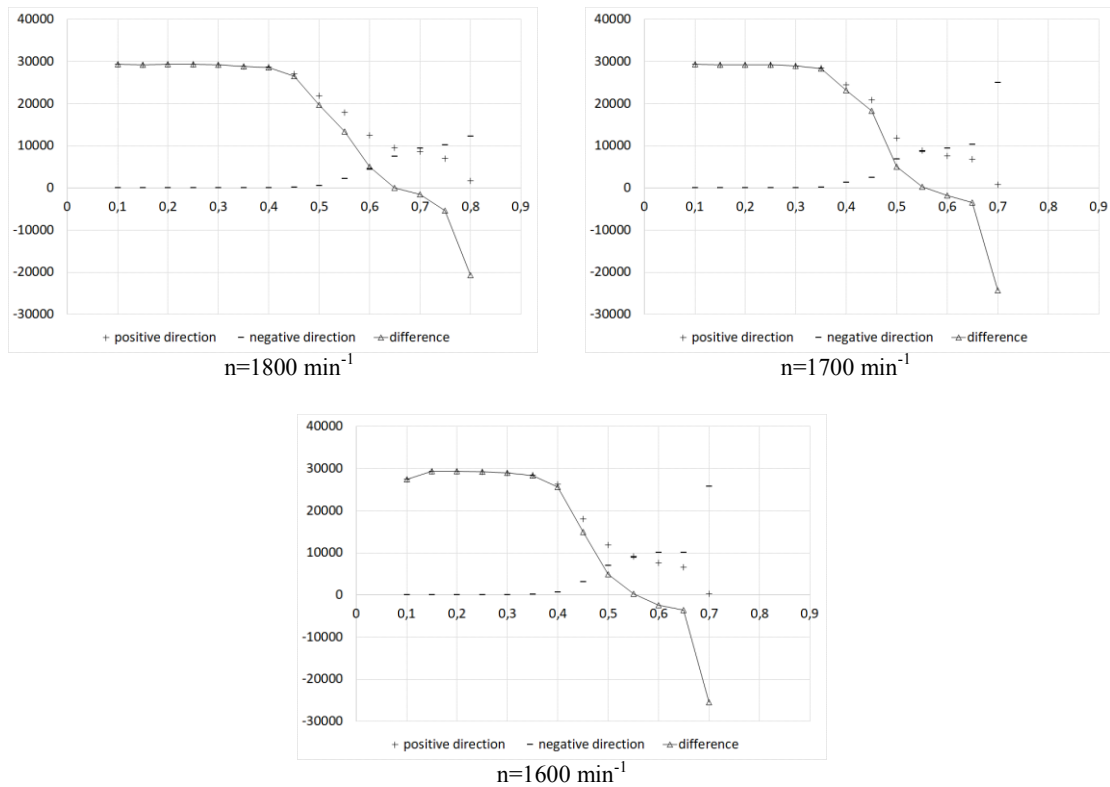 40000
30000
20000
10000
0
-10000
-20000
-30000
0 0,1 0,2 0,3 0,4 0,5 0,6 0,7 0,8 0,9
+ positive direction − negative direction △ difference
n=1800 min⁻¹
40000
30000
20000
10000
0
-10000
-20000
-30000
0 0,1 0,2 0,3 0,4 0,5 0,6 0,7 0,8 0,9
+ positive direction − negative direction △ difference
n=1700 min⁻¹
40000
30000
20000
10000
0
-10000
-20000
-30000
0 0,1 0,2 0,3 0,4 0,5 0,6 0,7 0,8 0,9
+ positive direction − negative direction △ difference
n=1600 min⁻¹